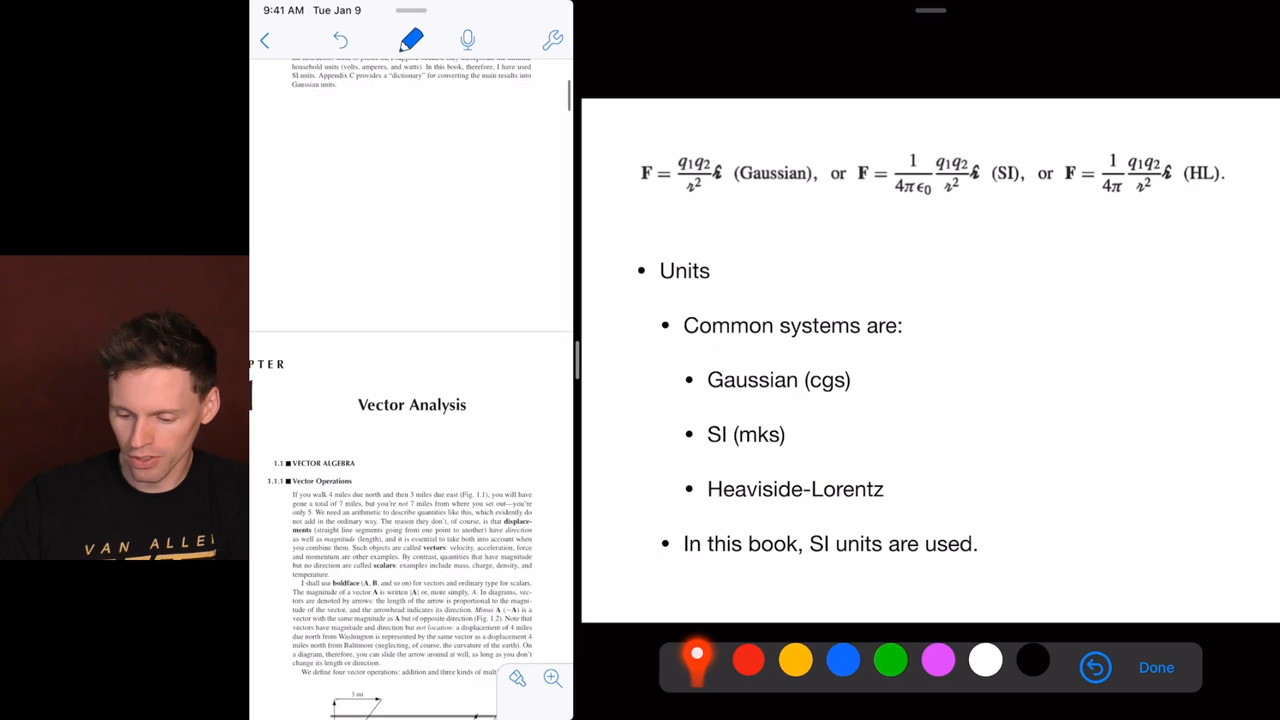 9:41 AM Tue Jan 9
household units (volts, amperes, and watts). In this book, therefore, I have used
SI units. Appendix C provides a “dictionary” for converting the main results into
Gaussian units.
PTER
Vector Analysis
1.1 ■ VECTOR ALGEBRA
1.1.1 ■ Vector Operations
If you walk 4 miles due north and then 3 miles due east (Fig. 1.1), you will have
gone a total of 7 miles, but you’re not 7 miles from where you set out—you’re
only 5. We need an arithmetic to describe quantities like this, which evidently do
not add in the ordinary way. The reason they don’t, of course, is that displace-
ments (straight line segments going from one point to another) have direction
as well as magnitude (length), and it is essential to take both into account when
you combine them. Such objects are called vectors: velocity, acceleration, force
and momentum are other examples. By contrast, quantities that have magnitude
but no direction are called scalars: examples include mass, charge, density, and
temperature.
I shall use boldface (A, B, and so on) for vectors and ordinary type for scalars.
The magnitude of a vector A is written |A| or, more simply, A. In diagrams, vec-
tors are denoted by arrows: the length of the arrow is proportional to the magni-
tude of the vector, and the arrowhead indicates its direction. Minus A (−A) is a
vector with the same magnitude as A but of opposite direction (Fig. 1.2). Note that
vectors have magnitude and direction but not location: a displacement of 4 miles
due north from Washington is represented by the same vector as a displacement 4
miles north from Baltimore (neglecting, of course, the curvature of the earth). On
a diagram, therefore, you can slide the arrow around at will, as long as you don’t
change its length or direction.
We define four vector operations: addition and three kinds of
3 mi
VAN ALLE
F = q₁q₂/𝓇² 𝓇̂ (Gaussian), or F = 1/4πϵ₀ q₁q₂/𝓇² 𝓇̂ (SI), or F = 1/4π q₁q₂/𝓇² 𝓇̂ (HL).
• Units
• Common systems are:
• Gaussian (cgs)
• SI (mks)
• Heaviside-Lorentz
• In this book, SI units are used.
Done